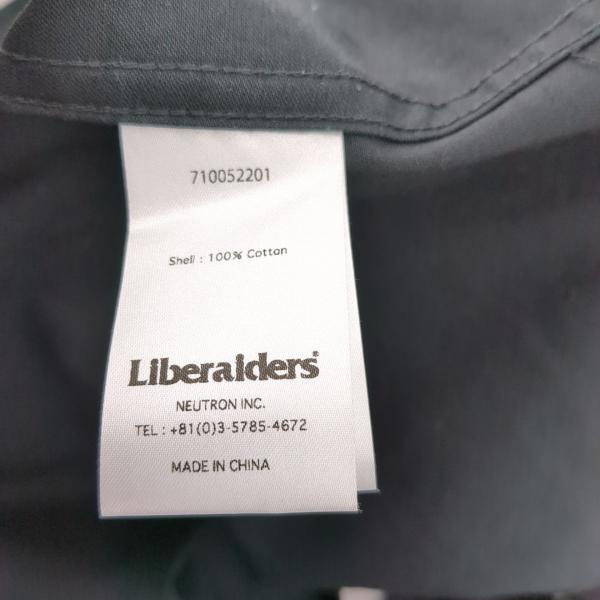 710052201
Shell : 100% Cotton
Liberaiders®
NEUTRON INC.
TEL : +81(0)3-5785-4672
MADE IN CHINA